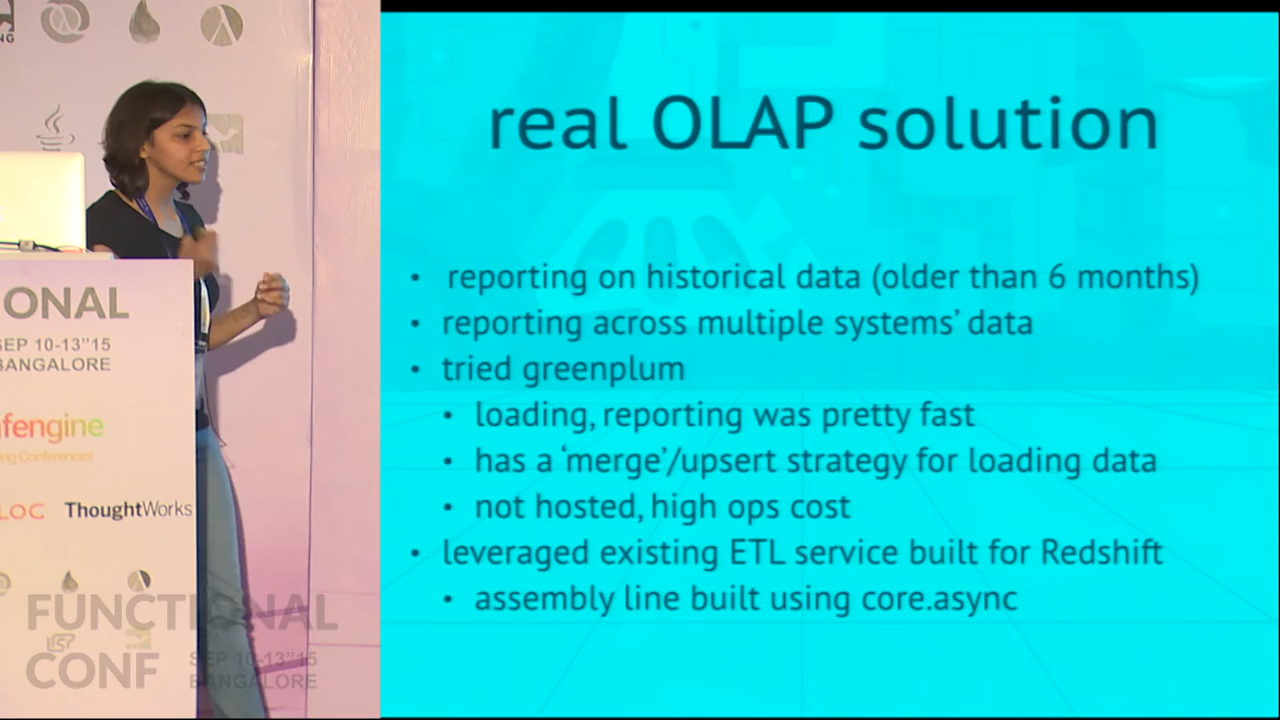 real OLAP solution
• reporting on historical data (older than 6 months)
• reporting across multiple systems’ data
• tried greenplum
• loading, reporting was pretty fast
• has a ‘merge’/upsert strategy for loading data
• not hosted, high ops cost
• leveraged existing ETL service built for Redshift
• assembly line built using core.async
NG
ONAL
SEP 10-13"15
BANGALORE
fengine
ng Conferences
LOC
ThoughtWorks
FUNCTIONAL
CONF
SEP 10-13"15
BANGALORE